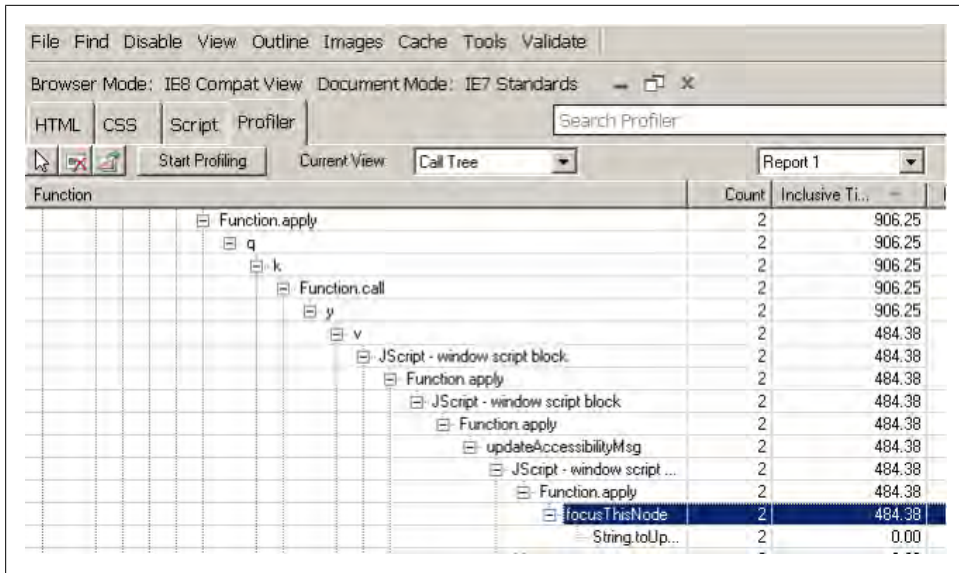 File Find Disable View Outline Images Cache Tools Validate
Browser Mode: IE8 Compat View Document Mode: IE7 Standards
HTML CSS Script Profiler Search Profiler
Start Profiling Current View Call Tree Report 1
Function Count Inclusive Ti...
Function.apply 2 906.25
q 2 906.25
k 2 906.25
Function.call 2 906.25
y 2 906.25
v 2 484.38
JScript - window script block 2 484.38
Function.apply 2 484.38
JScript - window script block 2 484.38
Function.apply 2 484.38
updateAccessibilityMsg 2 484.38
JScript - window script ... 2 484.38
Function.apply 2 484.38
focusThisNode 2 484.38
String.toUp... 2 0.00